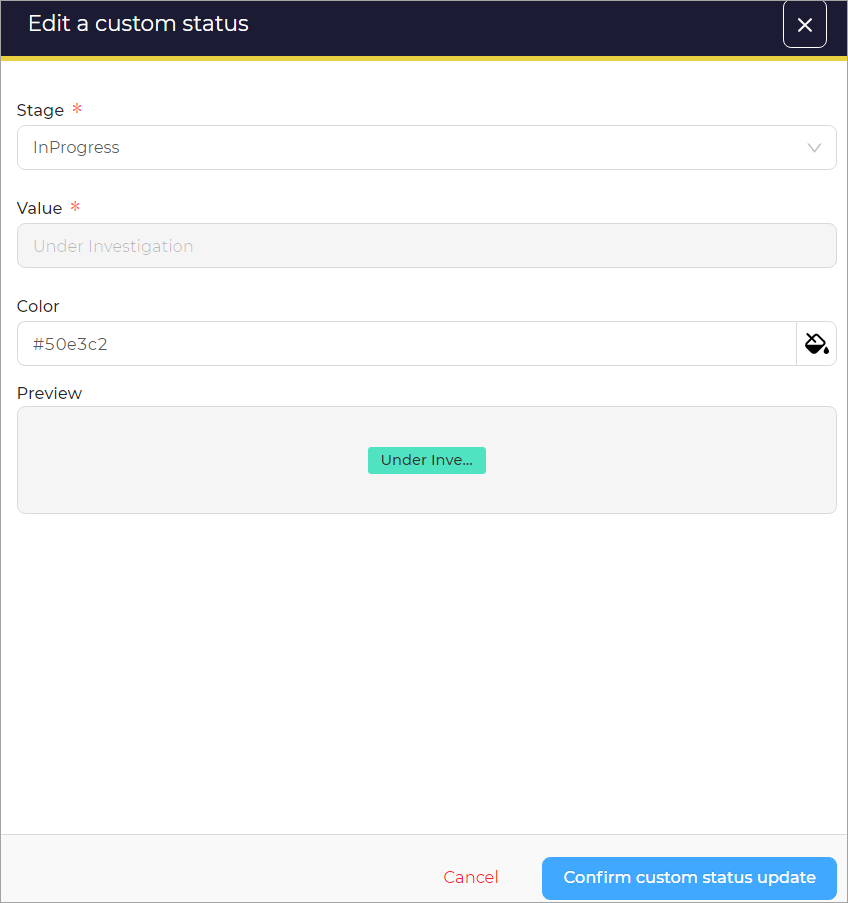 Edit a custom status
Stage *
InProgress
Value *
Under Investigation
Color
#50e3c2
Preview
Under Inve...
Cancel
Confirm custom status update